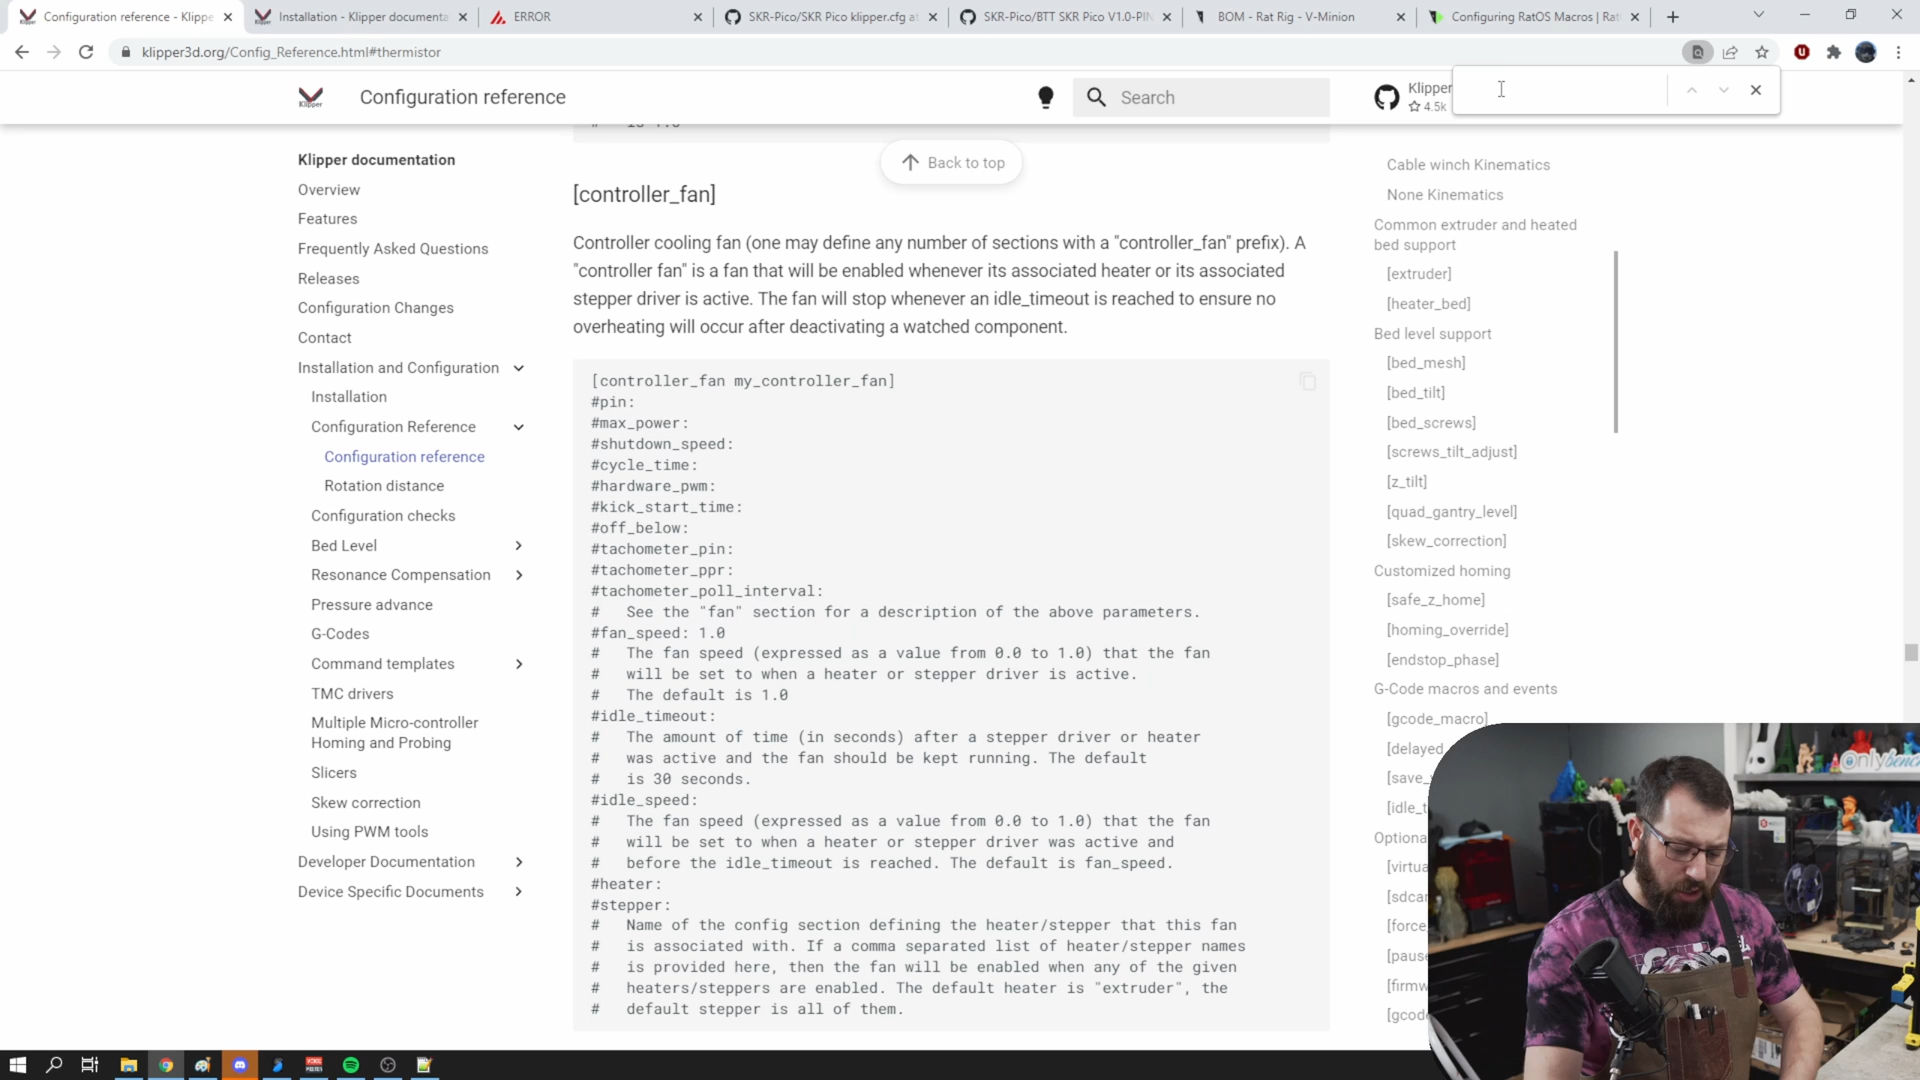 Configuration reference - Klippe
Installation - Klipper documenta
ERROR
SKR-Pico/SKR Pico klipper.cfg at
SKR-Pico/BTT SKR Pico V1.0-PIN
BOM - Rat Rig - V-Minion
Configuring RatOS Macros | Rat
klipper3d.org/Config_Reference.html#thermistor
Klipper
Configuration reference
Search
Klipper
4.5k
Back to top
Klipper documentation
Overview
Features
Frequently Asked Questions
Releases
Configuration Changes
Contact
Installation and Configuration
Installation
Configuration Reference
Configuration reference
Rotation distance
Configuration checks
Bed Level
Resonance Compensation
Pressure advance
G-Codes
Command templates
TMC drivers
Multiple Micro-controller
Homing and Probing
Slicers
Skew correction
Using PWM tools
Developer Documentation
Device Specific Documents
[controller_fan]
Controller cooling fan (one may define any number of sections with a "controller_fan" prefix). A
"controller fan" is a fan that will be enabled whenever its associated heater or its associated
stepper driver is active. The fan will stop whenever an idle_timeout is reached to ensure no
overheating will occur after deactivating a watched component.
[controller_fan my_controller_fan]
#pin:
#max_power:
#shutdown_speed:
#cycle_time:
#hardware_pwm:
#kick_start_time:
#off_below:
#tachometer_pin:
#tachometer_ppr:
#tachometer_poll_interval:
#   See the "fan" section for a description of the above parameters.
#fan_speed: 1.0
#   The fan speed (expressed as a value from 0.0 to 1.0) that the fan
#   will be set to when a heater or stepper driver is active.
#   The default is 1.0
#idle_timeout:
#   The amount of time (in seconds) after a stepper driver or heater
#   was active and the fan should be kept running. The default
#   is 30 seconds.
#idle_speed:
#   The fan speed (expressed as a value from 0.0 to 1.0) that the fan
#   will be set to when a heater or stepper driver was active and
#   before the idle_timeout is reached. The default is fan_speed.
#heater:
#stepper:
#   Name of the config section defining the heater/stepper that this fan
#   is associated with. If a comma separated list of heater/stepper names
#   is provided here, then the fan will be enabled when any of the given
#   heaters/steppers are enabled. The default heater is "extruder", the
#   default stepper is all of them.
Cable winch Kinematics
None Kinematics
Common extruder and heated
bed support
[extruder]
[heater_bed]
Bed level support
[bed_mesh]
[bed_tilt]
[bed_screws]
[screws_tilt_adjust]
[z_tilt]
[quad_gantry_level]
[skew_correction]
Customized homing
[safe_z_home]
[homing_override]
[endstop_phase]
G-Code macros and events
[gcode_macro]
[delayed
[save_
[idle_t
Optiona
[virtua
[sdcar
[force_
[pause
[firmw
[gcod
@onlybenc